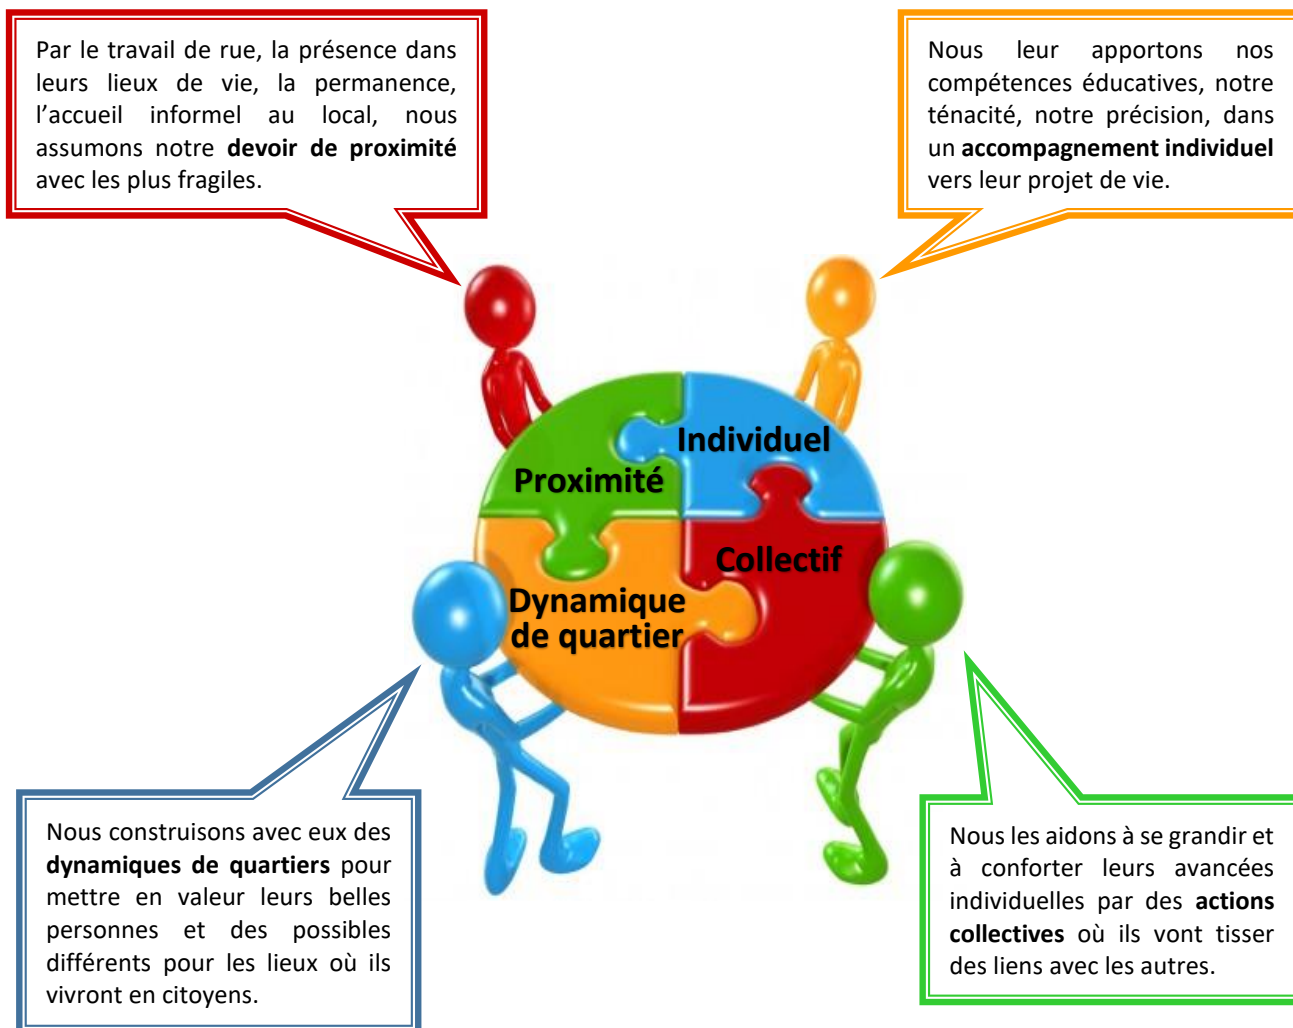 Par le travail de rue, la présence dans
leurs lieux de vie, la permanence,
l’accueil informel au local, nous
assumons notre devoir de proximité
avec les plus fragiles.
Nous leur apportons nos
compétences éducatives, notre
ténacité, notre précision, dans
un accompagnement individuel
vers leur projet de vie.
Individuel
Proximité
Collectif
Dynamique
de quartier
Nous construisons avec eux des
dynamiques de quartiers pour
mettre en valeur leurs belles
personnes et des possibles
différents pour les lieux où ils
vivront en citoyens.
Nous les aidons à se grandir et
à conforter leurs avancées
individuelles par des actions
collectives où ils vont tisser
des liens avec les autres.